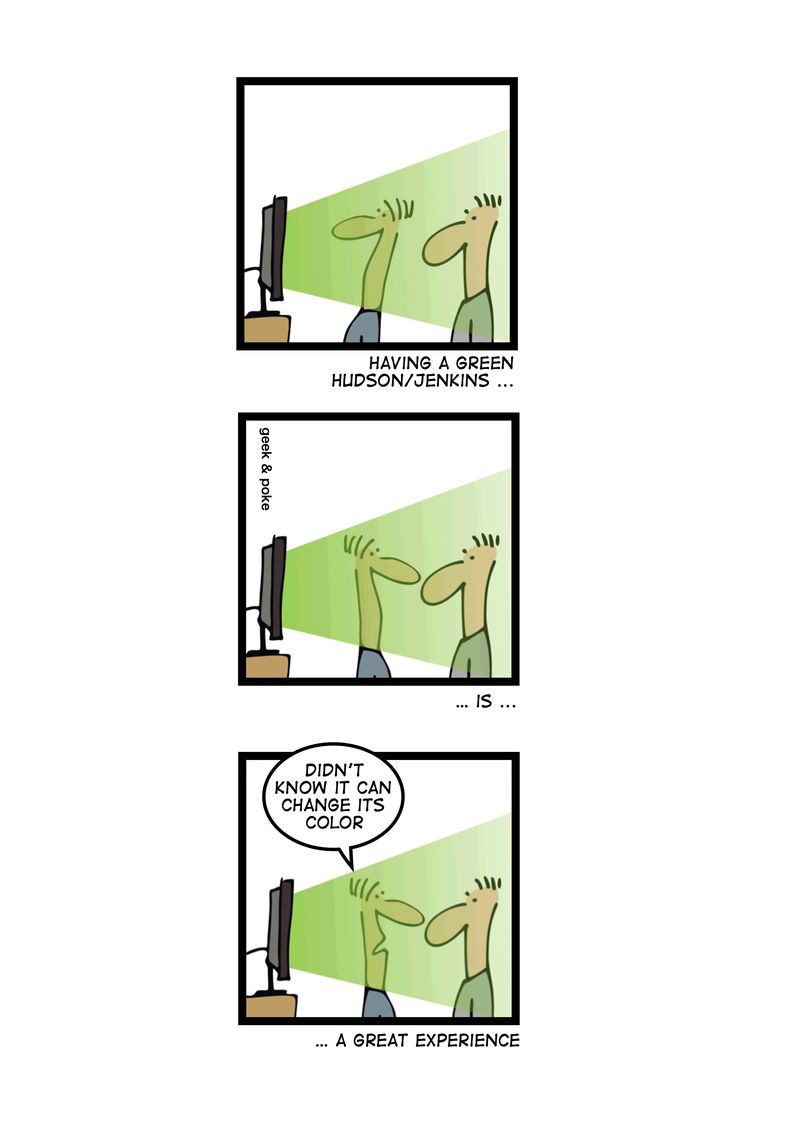 HAVING A GREEN
HUDSON/JENKINS ...
geek & poke
... IS ...
DIDN'T
KNOW IT CAN
CHANGE ITS
COLOR
... A GREAT EXPERIENCE